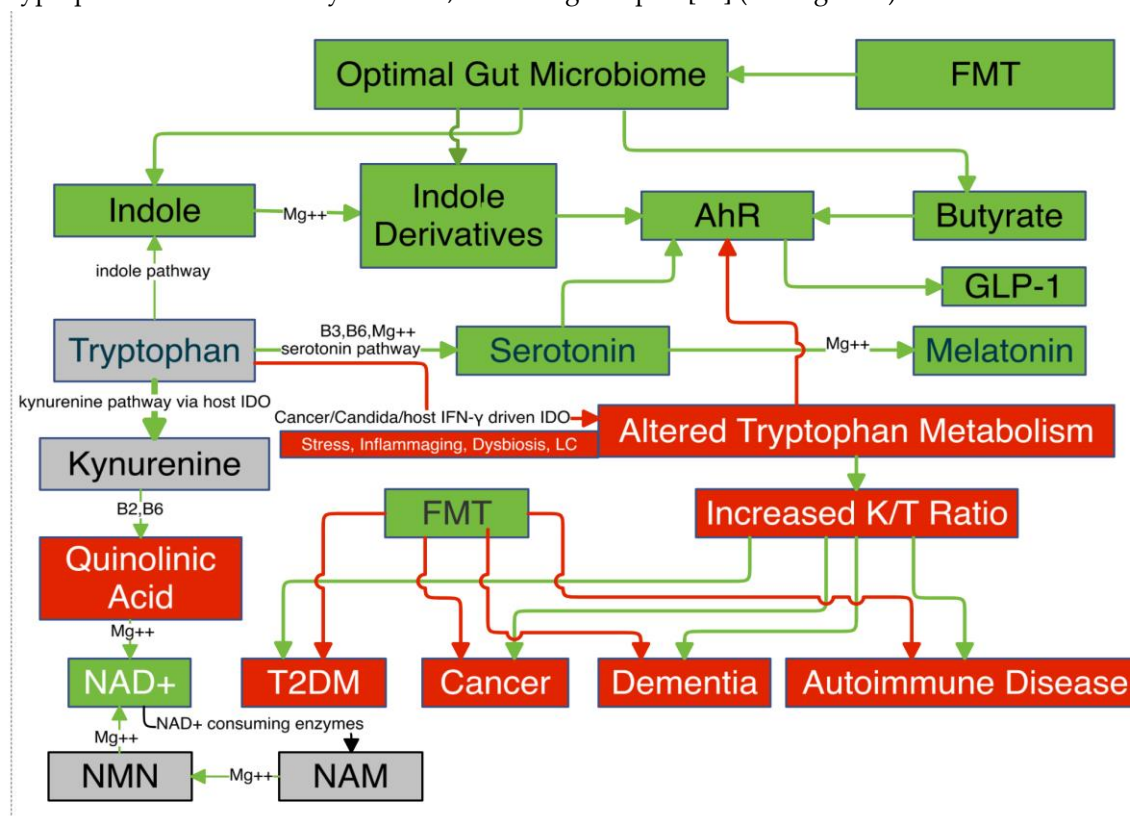 Optimal Gut Microbiome
FMT
Indole
Mg++
Indole
Derivatives
AhR
Butyrate
indole pathway
GLP-1
Tryptophan
B3,B6,Mg++
serotonin pathway
Serotonin
Mg++
Melatonin
kynurenine pathway via host IDO
Cancer/Candida/host IFN-γ driven IDO
Stress, Inflammaging, Dysbiosis, LC
Altered Tryptophan Metabolism
Kynurenine
B2,B6
FMT
Increased K/T Ratio
Quinolinic
Acid
Mg++
NAD+
T2DM
Cancer
Dementia
Autoimmune Disease
NAD+ consuming enzymes
Mg++
NMN
Mg++
NAM